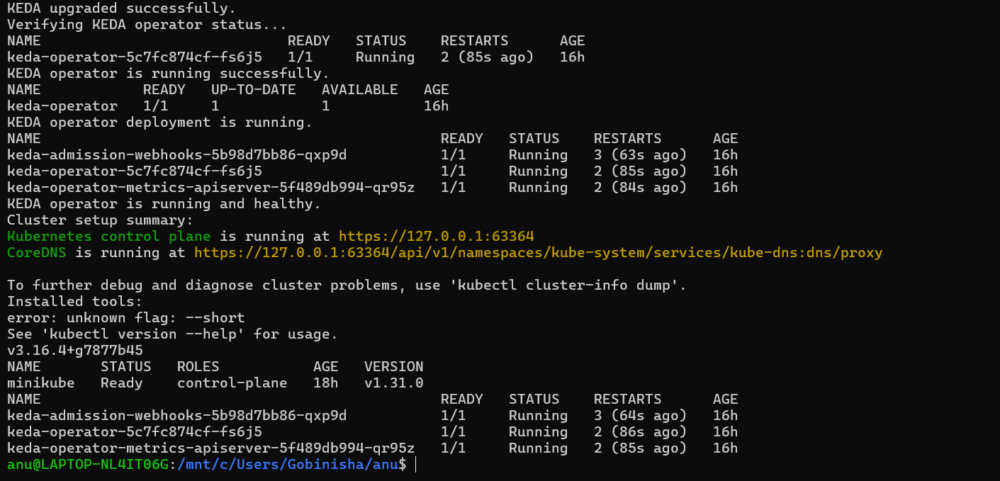 KEDA upgraded successfully.
Verifying KEDA operator status...
NAME                             READY   STATUS    RESTARTS      AGE
keda-operator-5c7fc874cf-fs6j5   1/1     Running   2 (85s ago)   16h
KEDA operator is running successfully.
NAME            READY   UP-TO-DATE   AVAILABLE   AGE
keda-operator   1/1     1            1           16h
KEDA operator deployment is running.
NAME                                               READY   STATUS    RESTARTS      AGE
keda-admission-webhooks-5b98d7bb86-qxp9d           1/1     Running   3 (63s ago)   16h
keda-operator-5c7fc874cf-fs6j5                     1/1     Running   2 (85s ago)   16h
keda-operator-metrics-apiserver-5f489db994-qr95z   1/1     Running   2 (84s ago)   16h
KEDA operator is running and healthy.
Cluster setup summary:
Kubernetes control plane is running at https://127.0.0.1:63364
CoreDNS is running at https://127.0.0.1:63364/api/v1/namespaces/kube-system/services/kube-dns:dns/proxy

To further debug and diagnose cluster problems, use 'kubectl cluster-info dump'.
Installed tools:
error: unknown flag: --short
See 'kubectl version --help' for usage.
v3.16.4+g7877b45
NAME       STATUS   ROLES           AGE   VERSION
minikube   Ready    control-plane   18h   v1.31.0
NAME                                               READY   STATUS    RESTARTS      AGE
keda-admission-webhooks-5b98d7bb86-qxp9d           1/1     Running   3 (64s ago)   16h
keda-operator-5c7fc874cf-fs6j5                     1/1     Running   2 (86s ago)   16h
keda-operator-metrics-apiserver-5f489db994-qr95z   1/1     Running   2 (85s ago)   16h
anu@LAPTOP-NL4IT06G:/mnt/c/Users/Gobinisha/anu$